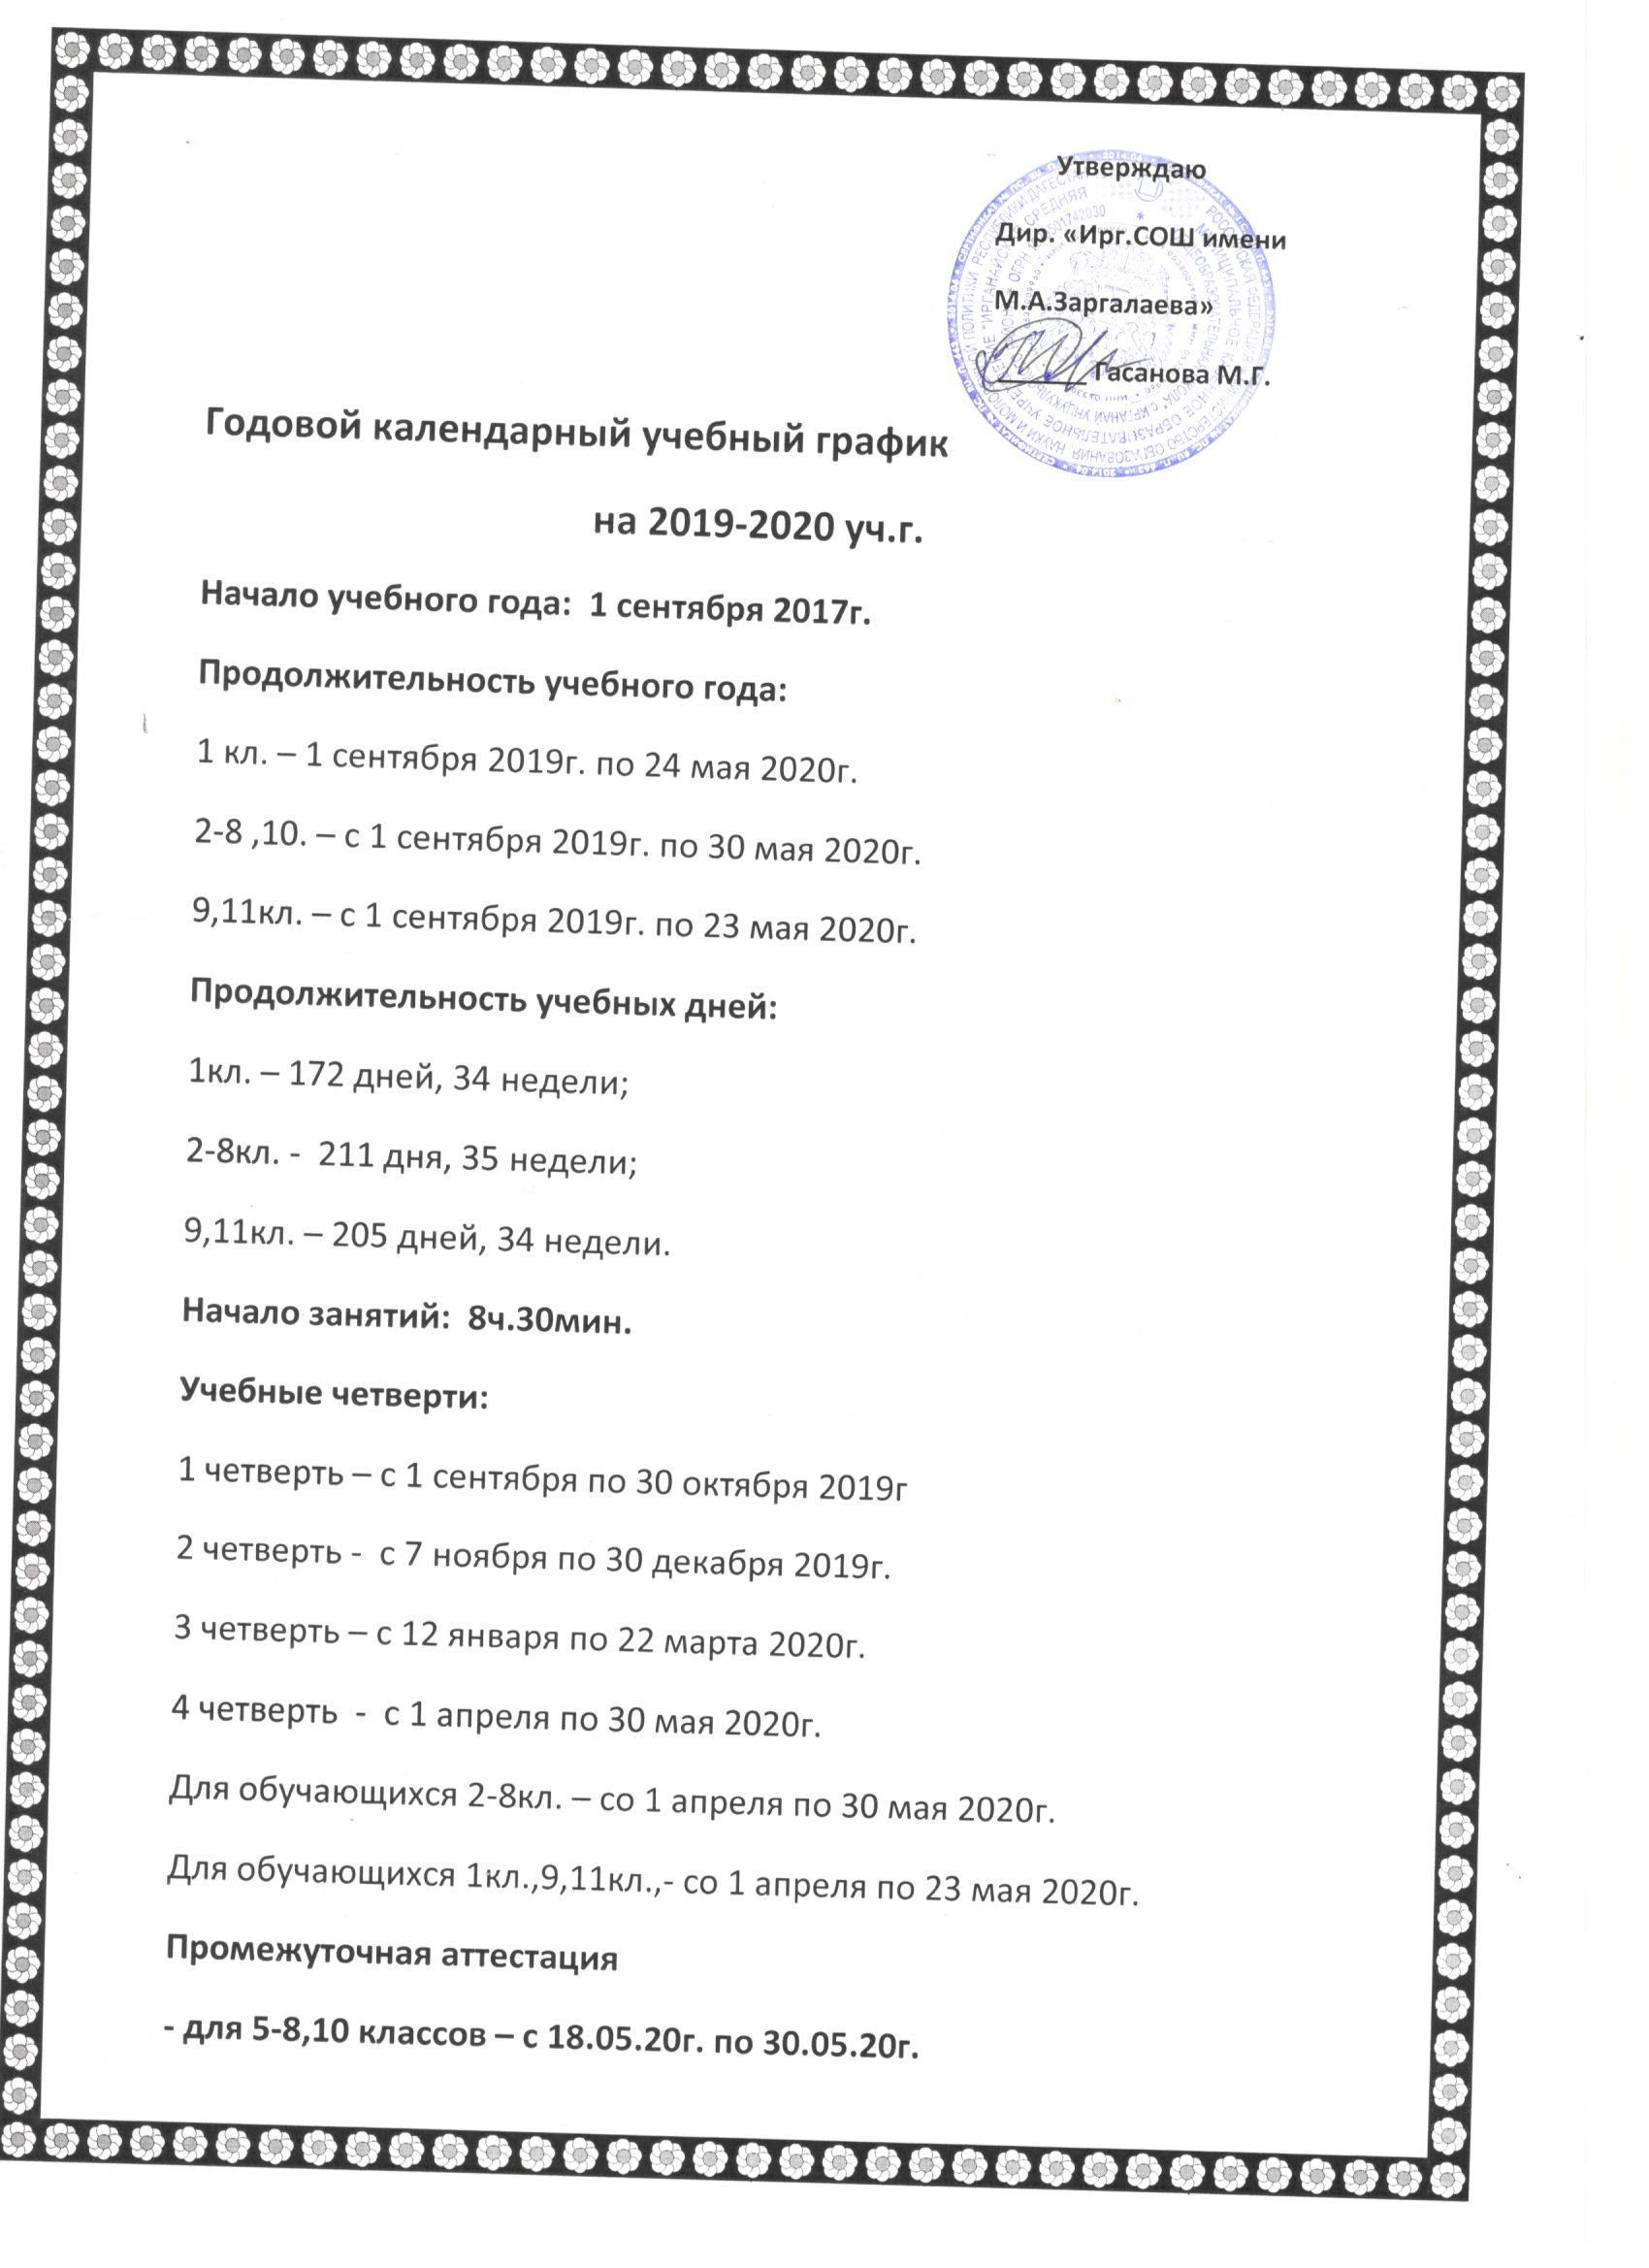 Утверждаю
Дир. «Ирг.СОШ имени
М.А.Заргалаева»
Гасанова М.Г.
Годовой календарный учебный график
на 2019-2020 уч.г.
Начало учебного года: 1 сентября 2017г.
Продолжительность учебного года:
1 кл. – 1 сентября 2019г. по 24 мая 2020г.
2-8 ,10. – с 1 сентября 2019г. по 30 мая 2020г.
9,11кл. – с 1 сентября 2019г. по 23 мая 2020г.
Продолжительность учебных дней:
1кл. – 172 дней, 34 недели;
2-8кл. - 211 дня, 35 недели;
9,11кл. – 205 дней, 34 недели.
Начало занятий: 8ч.30мин.
Учебные четверти:
1 четверть – с 1 сентября по 30 октября 2019г
2 четверть - с 7 ноября по 30 декабря 2019г.
3 четверть – с 12 января по 22 марта 2020г.
4 четверть - с 1 апреля по 30 мая 2020г.
Для обучающихся 2-8кл. – со 1 апреля по 30 мая 2020г.
Для обучающихся 1кл.,9,11кл.,- со 1 апреля по 23 мая 2020г.
Промежуточная аттестация
- для 5-8,10 классов – с 18.05.20г. по 30.05.20г.